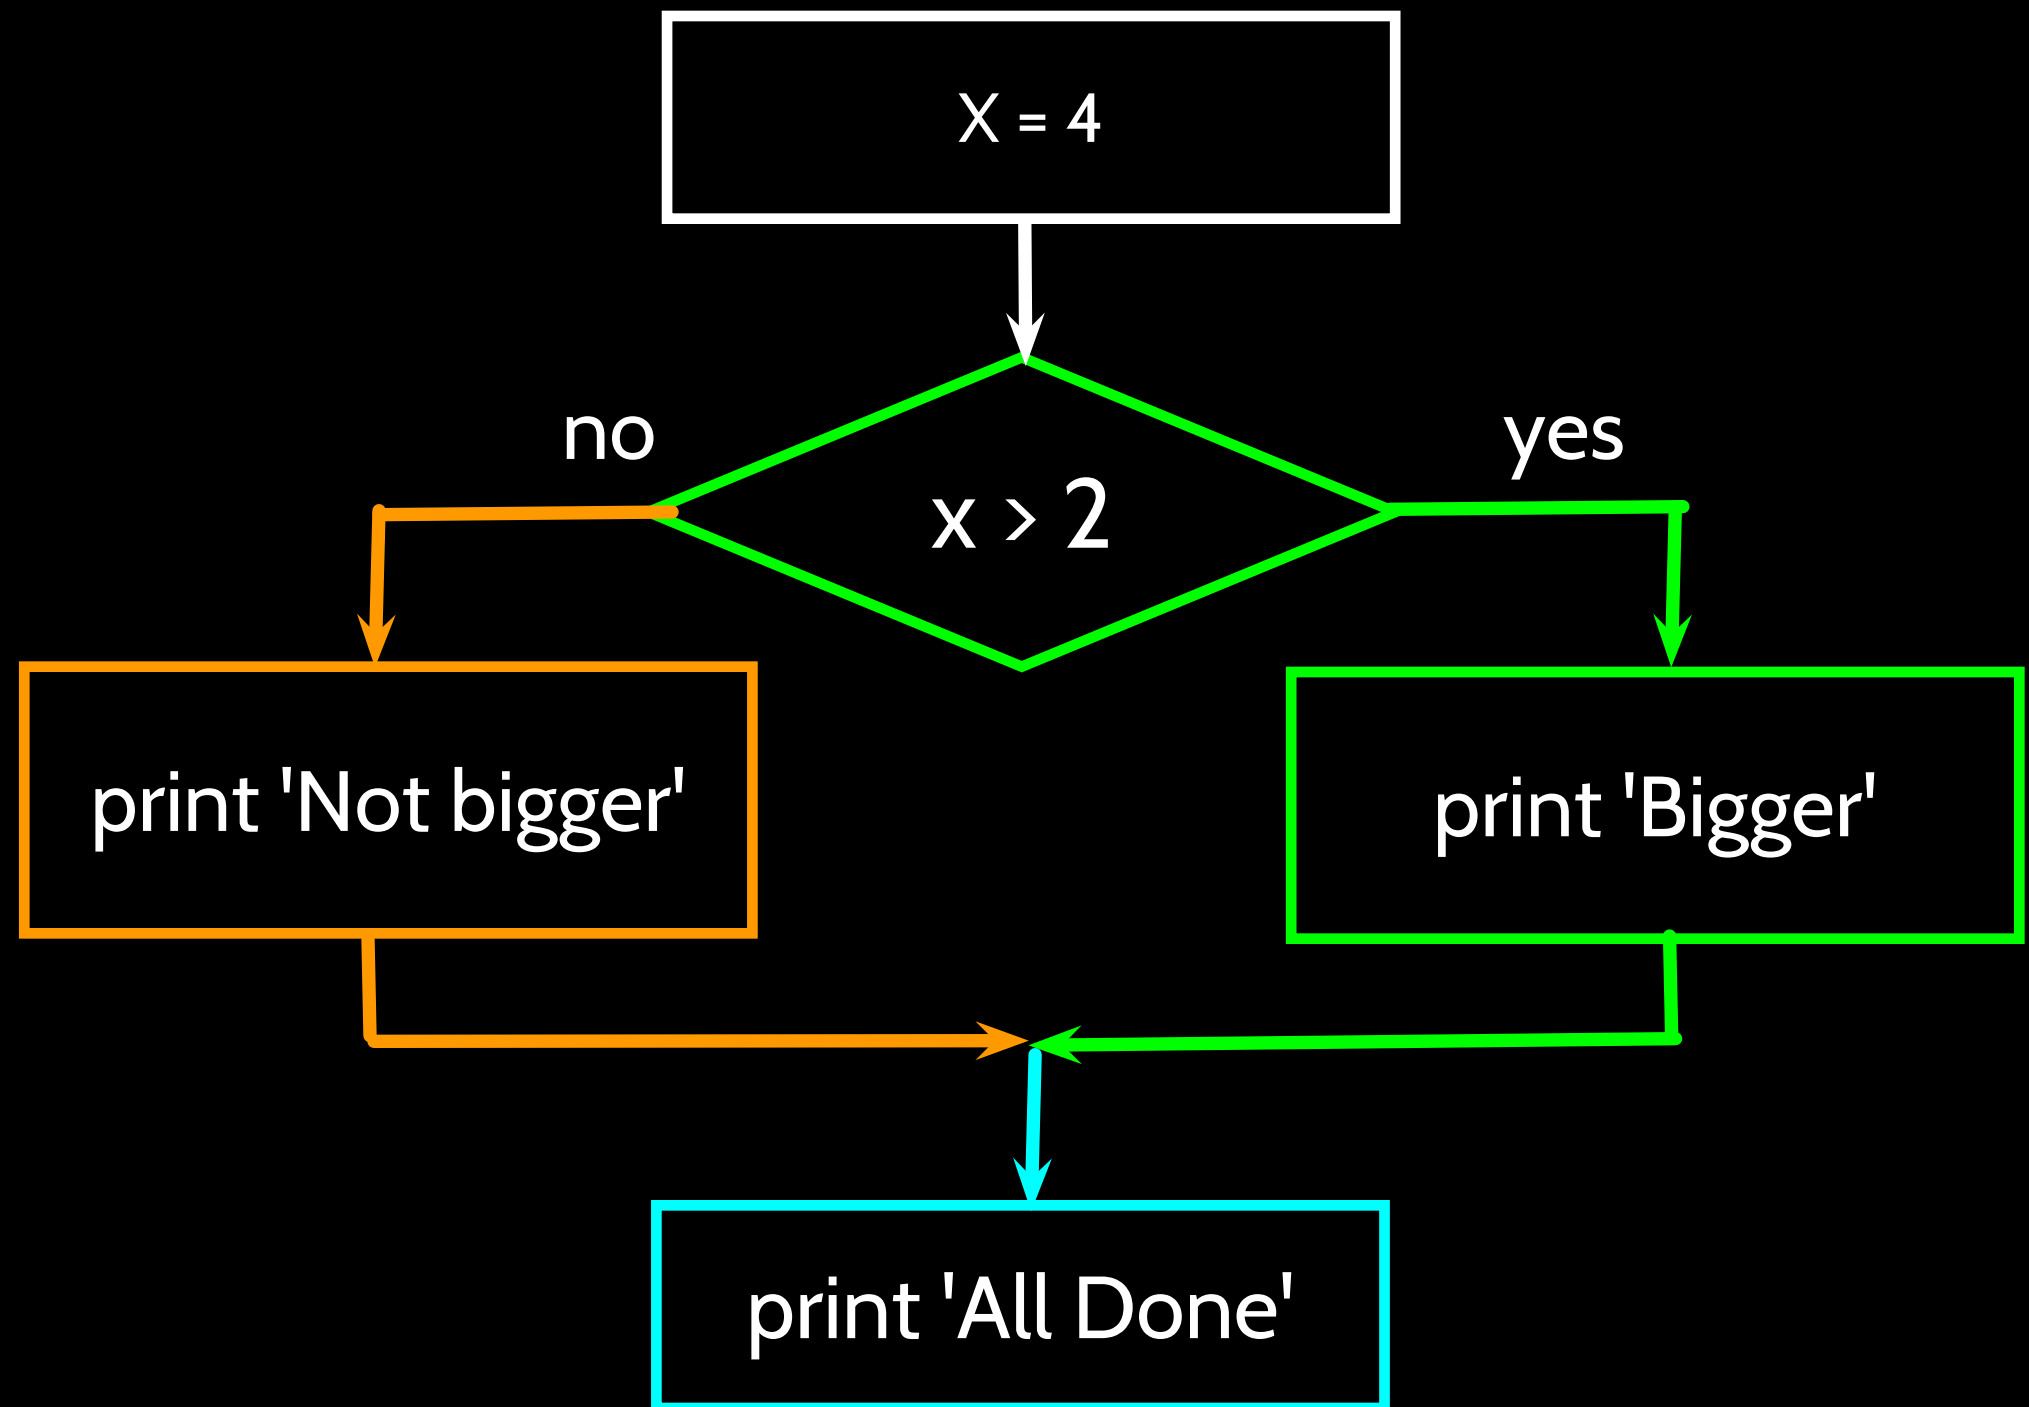 X = 4
no
yes
x > 2
print 'Not bigger'
print 'Bigger'
print 'All Done'